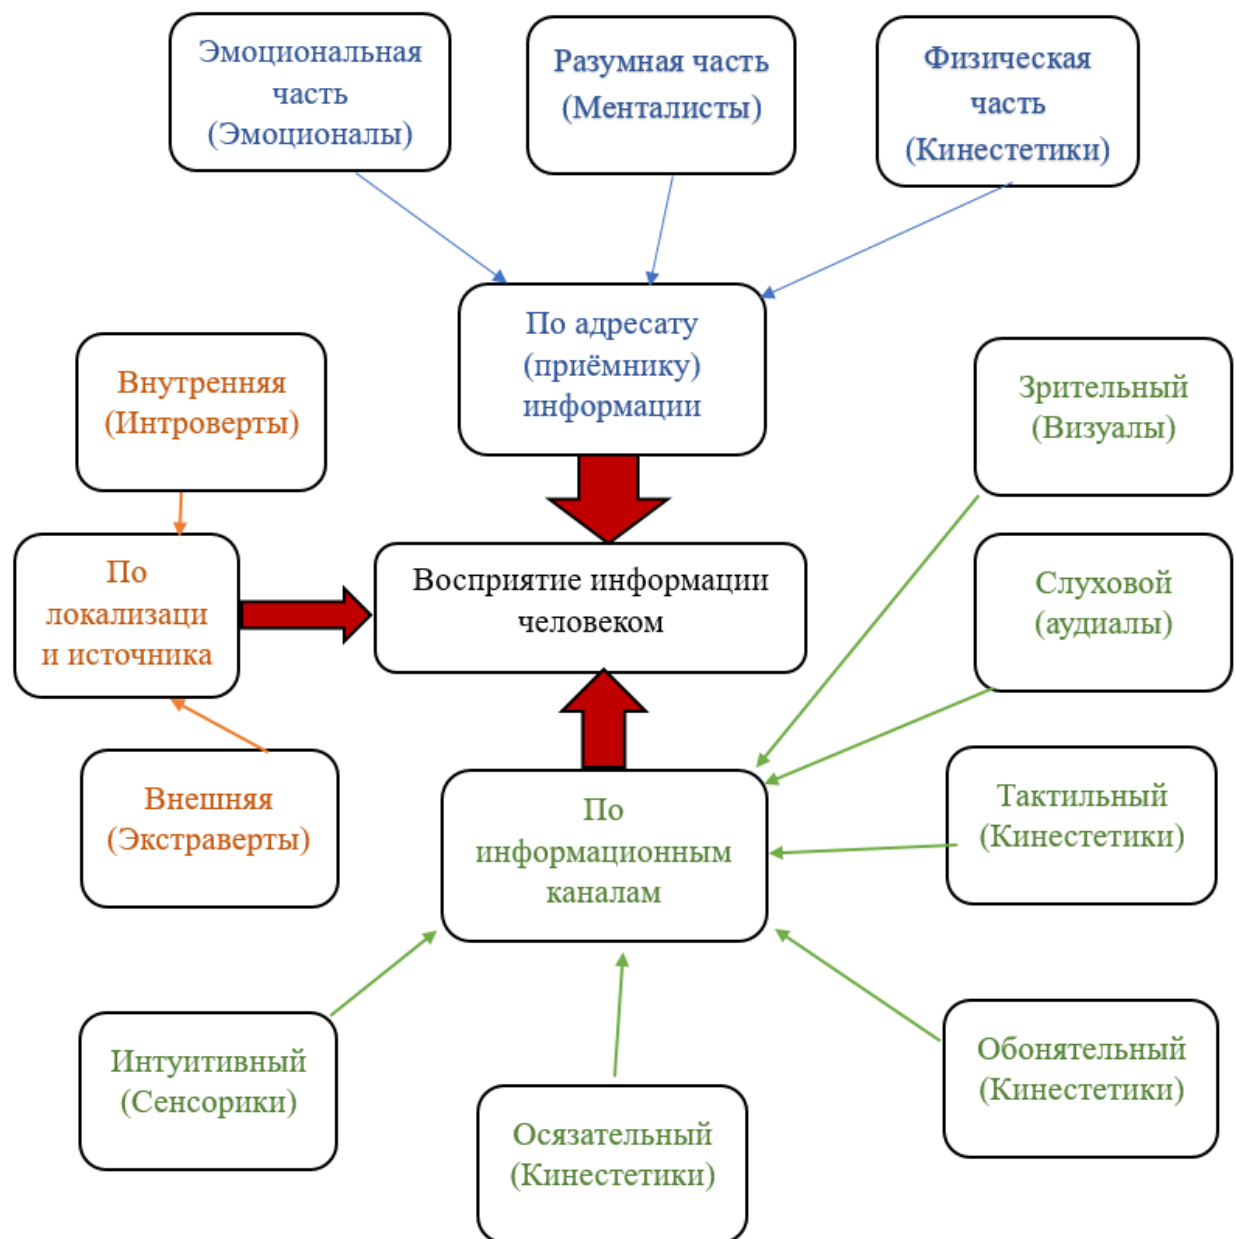 Эмоциональная
часть
(Эмоционалы)
Разумная часть
(Менталисты)
Физическая
часть
(Кинестетики)
По адресату
(приёмнику)
информации
Внутренняя
(Интроверты)
Зрительный
(Визуалы)
По
локализаци
и источника
Восприятие информации
человеком
Слуховой
(аудиалы)
Внешняя
(Экстраверты)
По
информационным
каналам
Тактильный
(Кинестетики)
Интуитивный
(Сенсорики)
Осязательный
(Кинестетики)
Обонятельный
(Кинестетики)